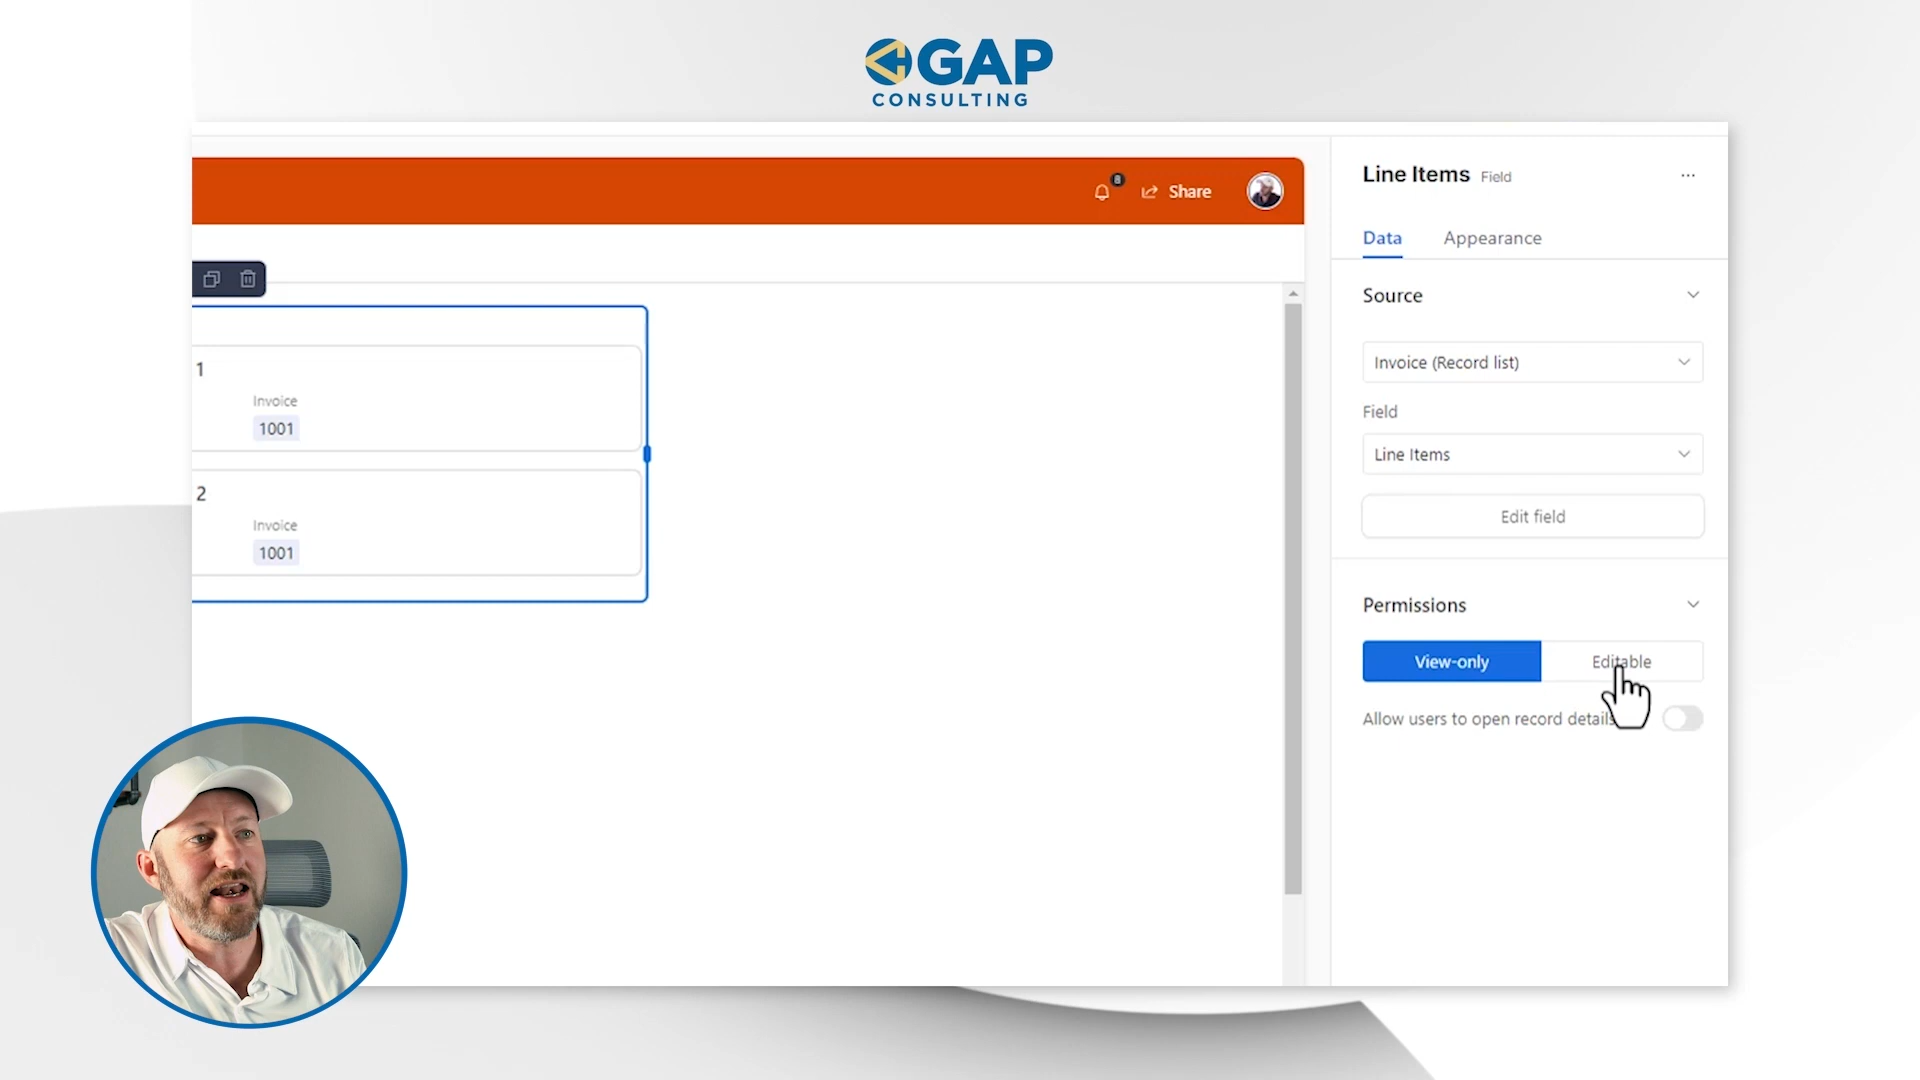 GAP
CONSULTING
8
Share
1
Invoice
1001
2
Invoice
1001
Line Items Field
Data Appearance
Source
Invoice (Record list)
Field
Line Items
Edit field
Permissions
View-only Editable
Allow users to open record details